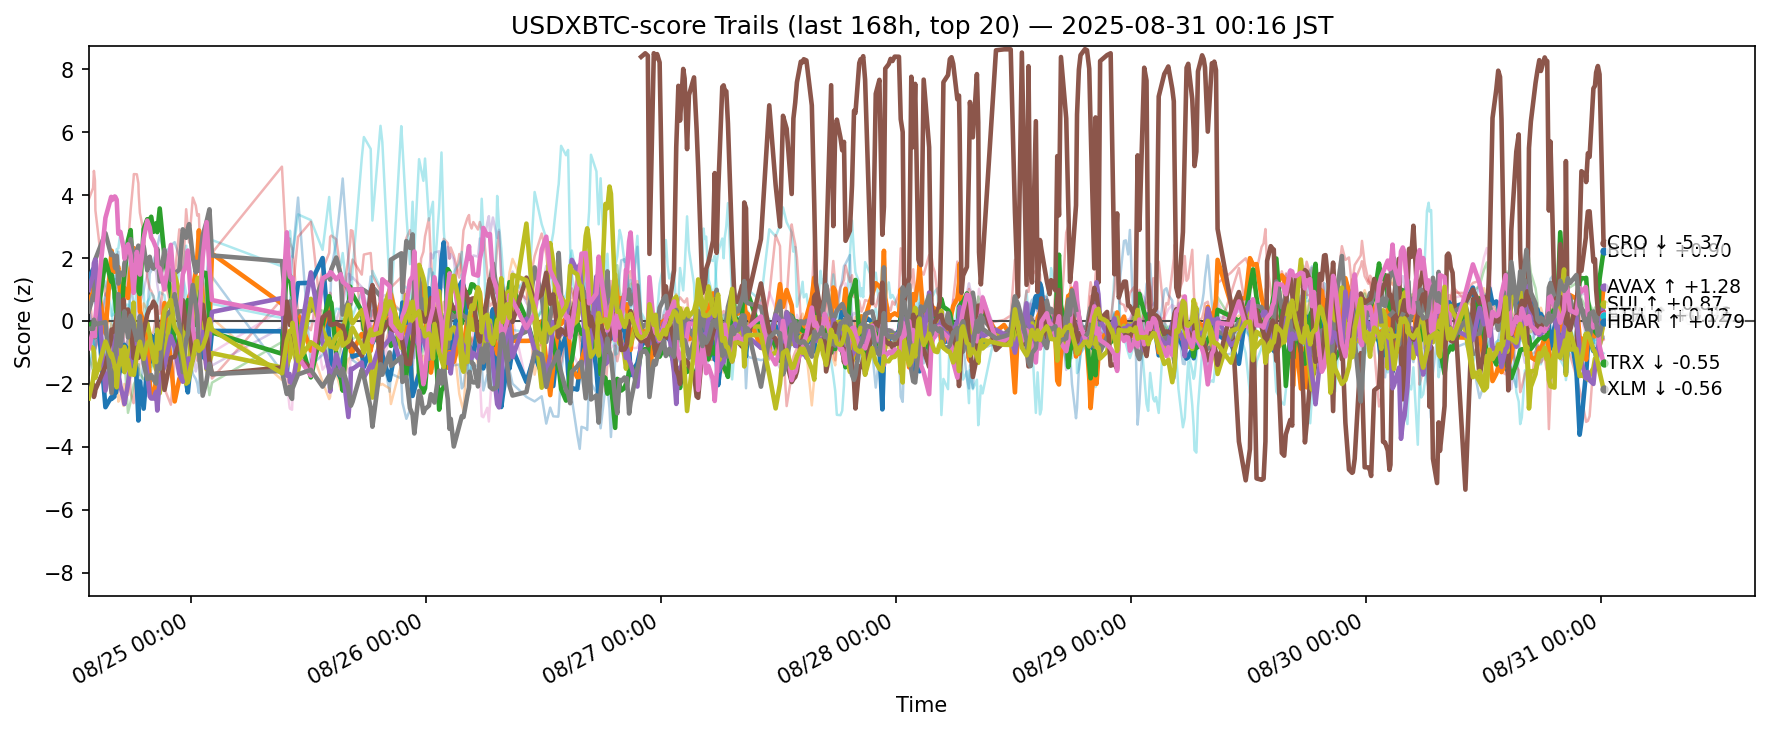 USDXBTC-score Trails (last 168h, top 20) — 2025-08-31 00:16 JST
Score (z)
8
6
4
2
0
−2
−4
−6
−8
CRO ↓ -5.37
BCH ↑ +0.90
AVAX ↑ +1.28
SUI ↑ +0.87
HBAR ↑ +0.79
TRX ↓ -0.55
XLM ↓ -0.56
08/25 00:00
08/26 00:00
08/27 00:00
08/28 00:00
08/29 00:00
08/30 00:00
08/31 00:00
Time